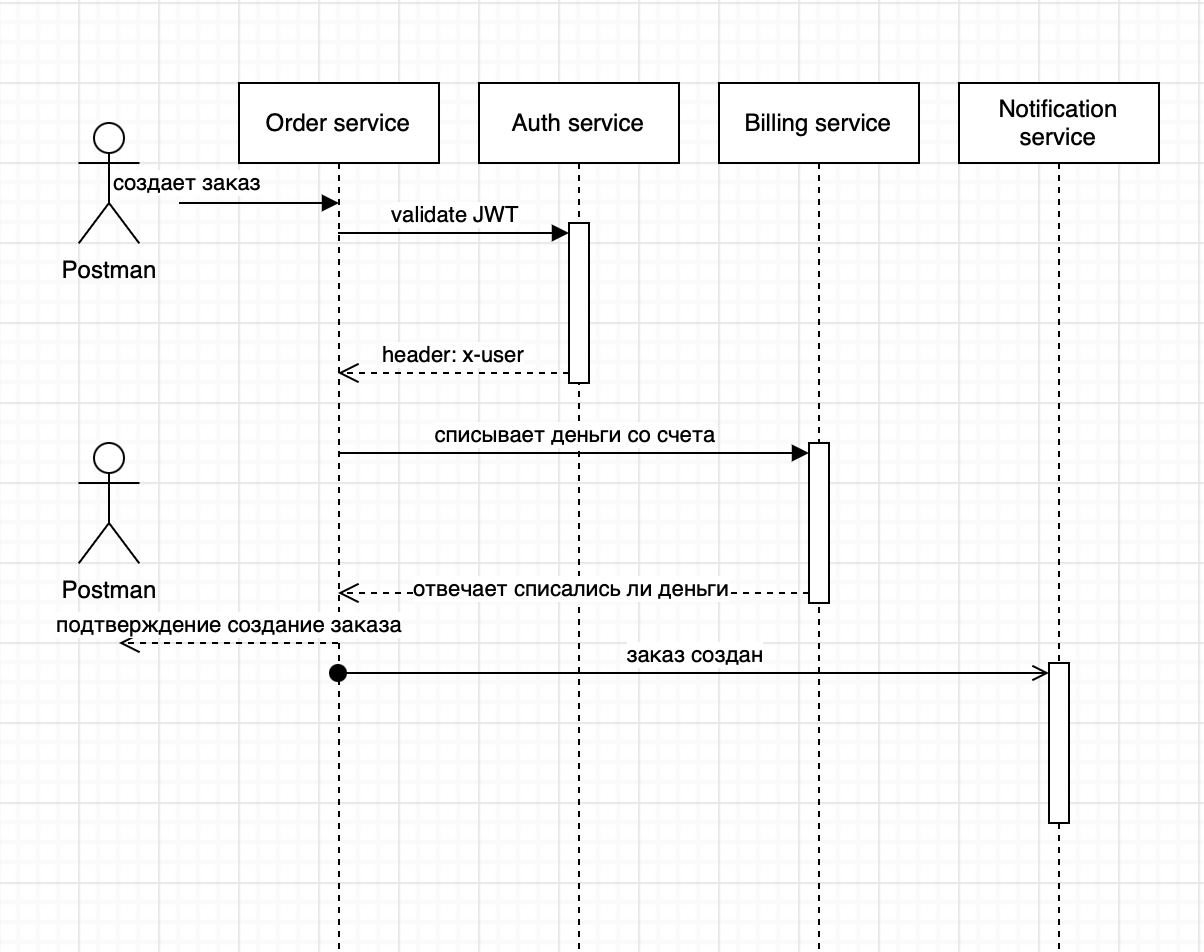 Order service
Auth service
Billing service
Notification
service
создает заказ
validate JWT
Postman
header: x-user
списывает деньги со счета
Postman
отвечает списались ли деньги
подтверждение создание заказа
заказ создан